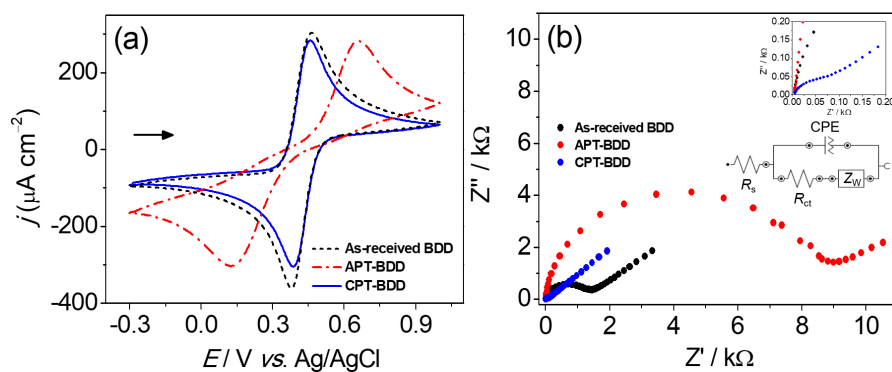 (a)
200
0
-200
-400
j (μA cm⁻²)
-0.3 0.0 0.3 0.6 0.9
E / V vs. Ag/AgCl
As-received BDD
APT-BDD
CPT-BDD
(b)
10
8
6
4
2
0
Z'' / kΩ
0 2 4 6 8 10
Z' / kΩ
As-received BDD
APT-BDD
CPT-BDD
0.20
0.15
0.10
0.05
0.00
Z'' / kΩ
0.00 0.05 0.10 0.15 0.20
Z' / kΩ
CPE
Rs
Rct
ZW